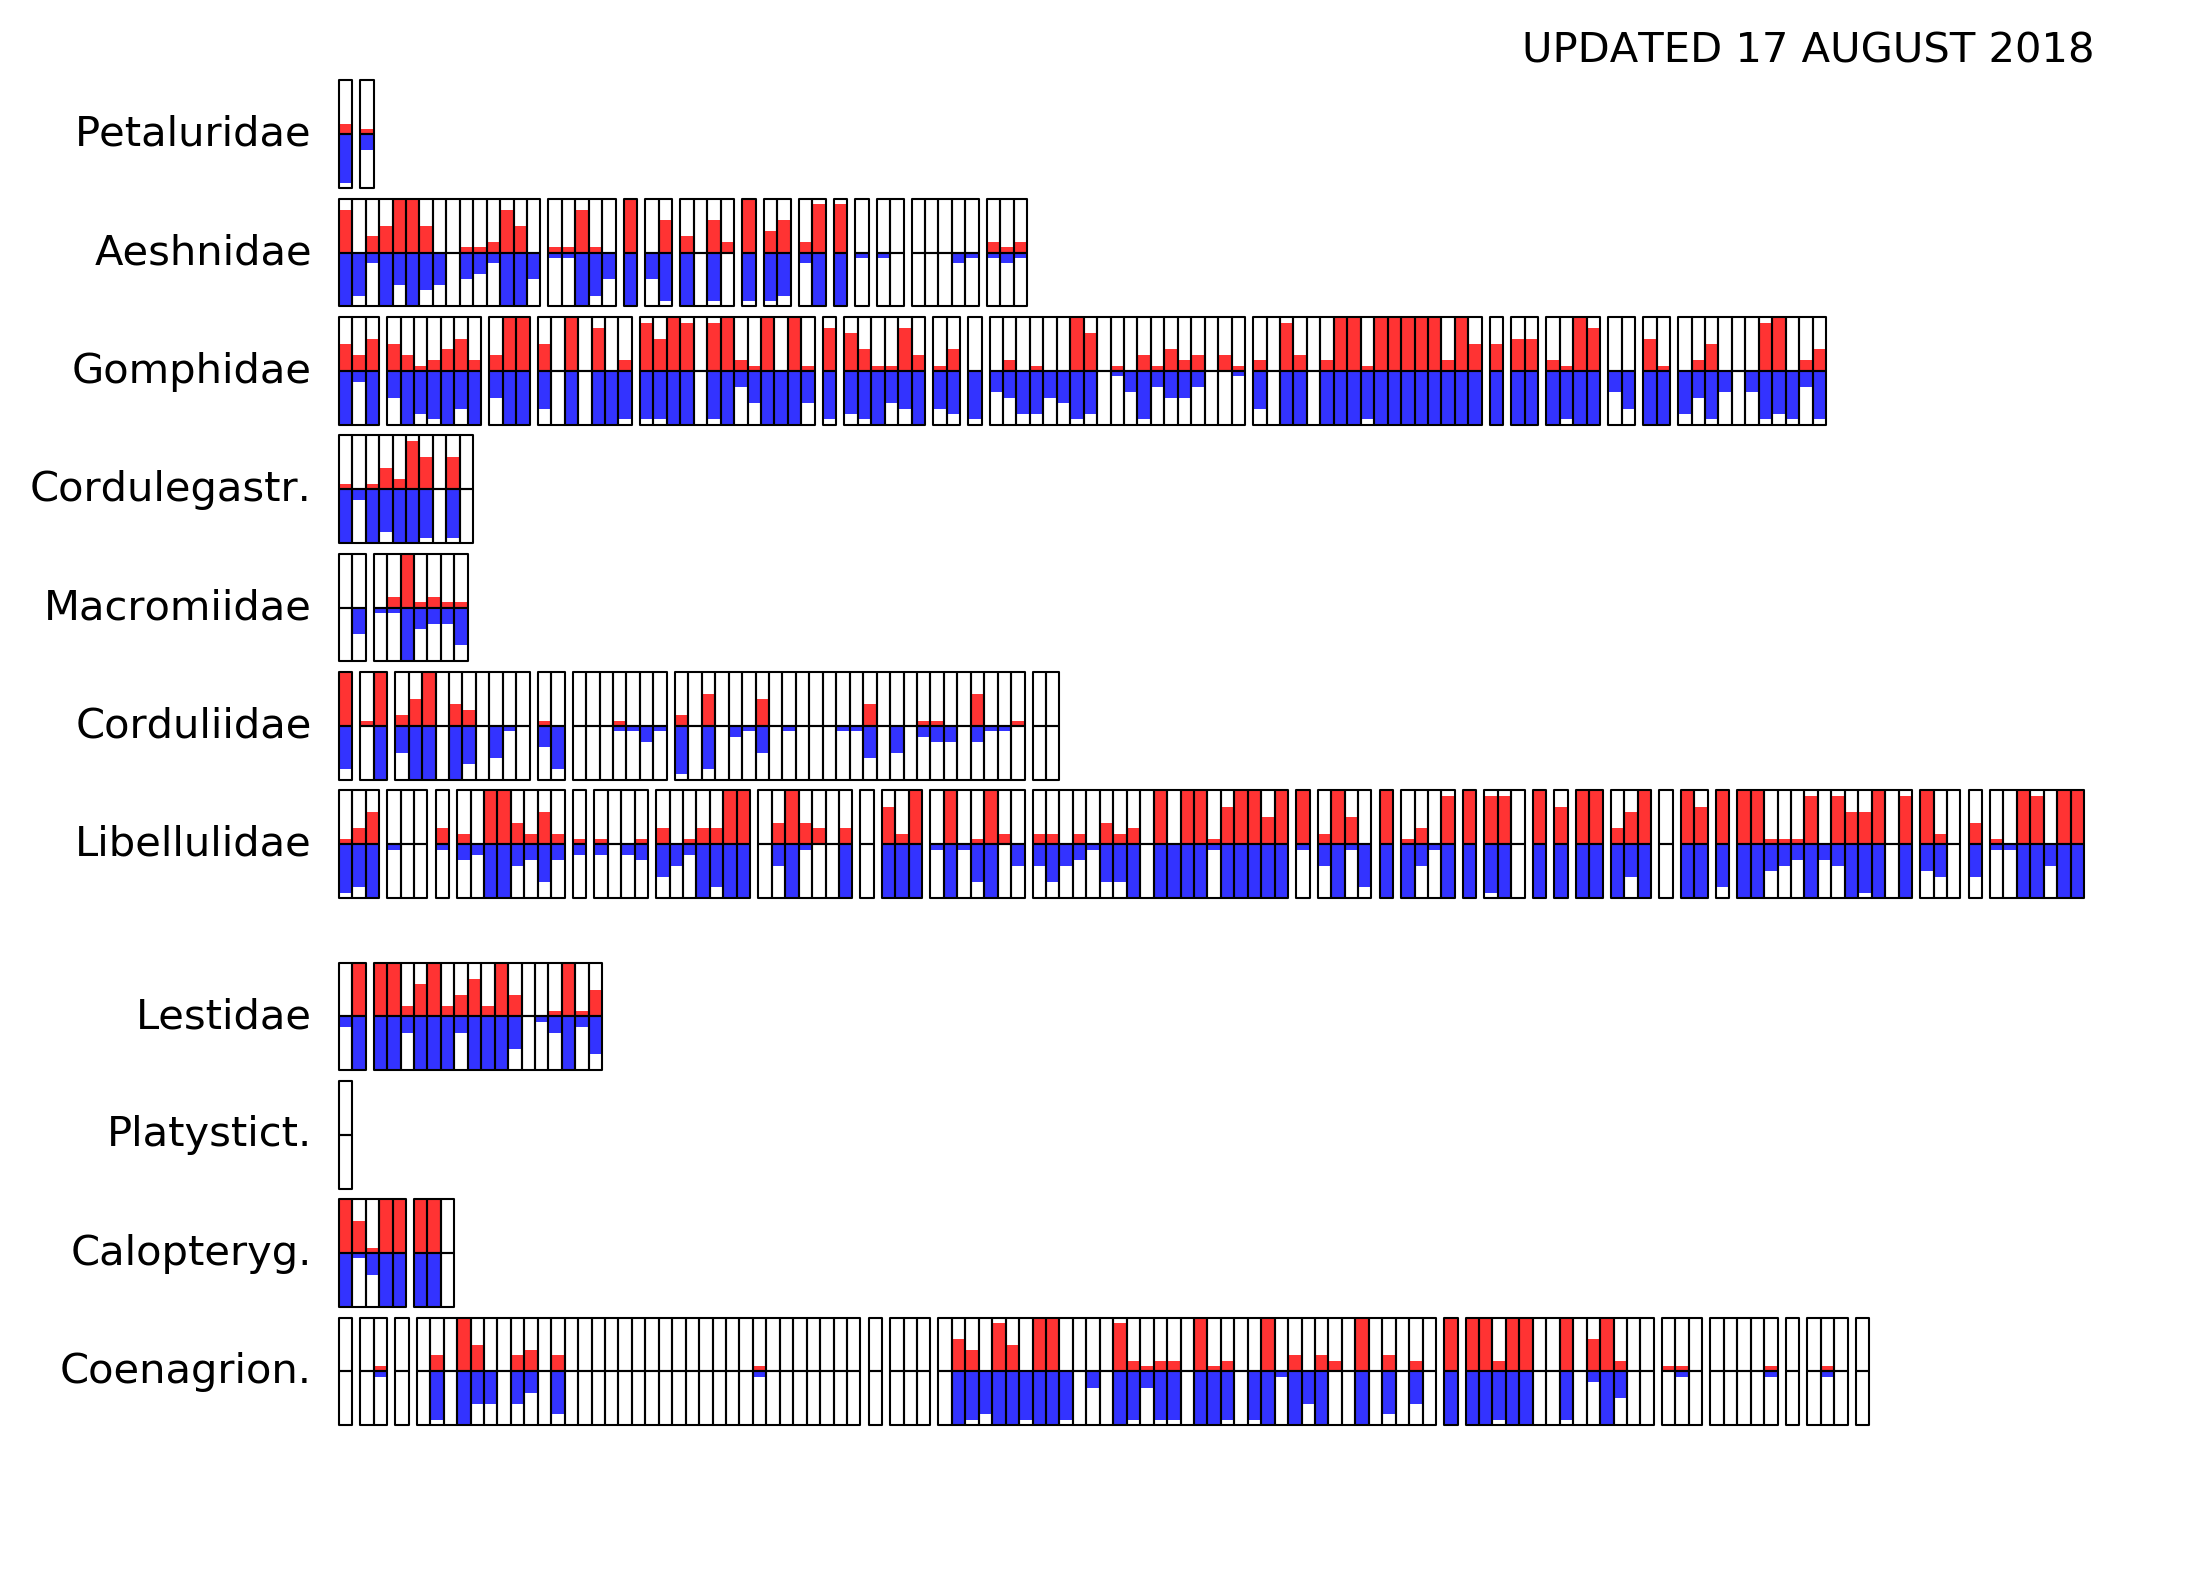 UPDATED 17 AUGUST 2018
Petaluridae
Aeshnidae
Gomphidae
Cordulegastr.
Macromiidae
Corduliidae
Libellulidae
Lestidae
Platystict.
Calopteryg.
Coenagrion.